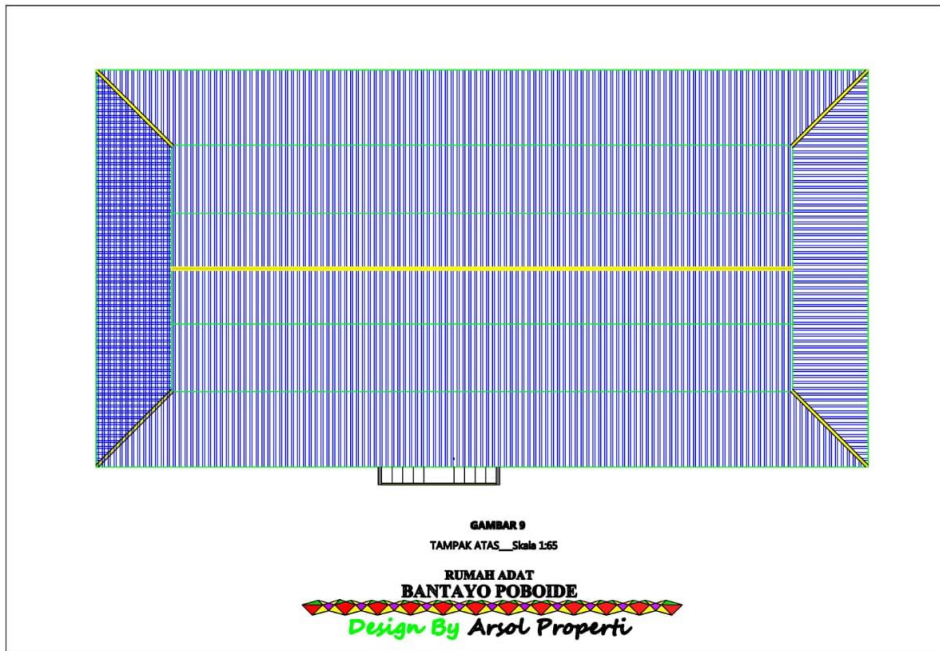 GAMBAR 9
TAMPAK ATAS__Skala 1:65
RUMAH ADAT
BANTAYO POBOIDE
Design By Arsol Properti